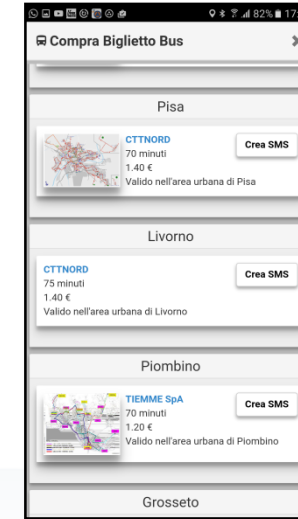 82% 17:
Compra Biglietto Bus
Pisa
CTTNORD
70 minuti
1.40 €
Valido nell'area urbana di Pisa
Crea SMS
Livorno
CTTNORD
75 minuti
1.40 €
Valido nell'area urbana di Livorno
Crea SMS
Piombino
TIEMME SpA
70 minuti
1.20 €
Valido nell'area urbana di Piombino
Crea SMS
Grosseto